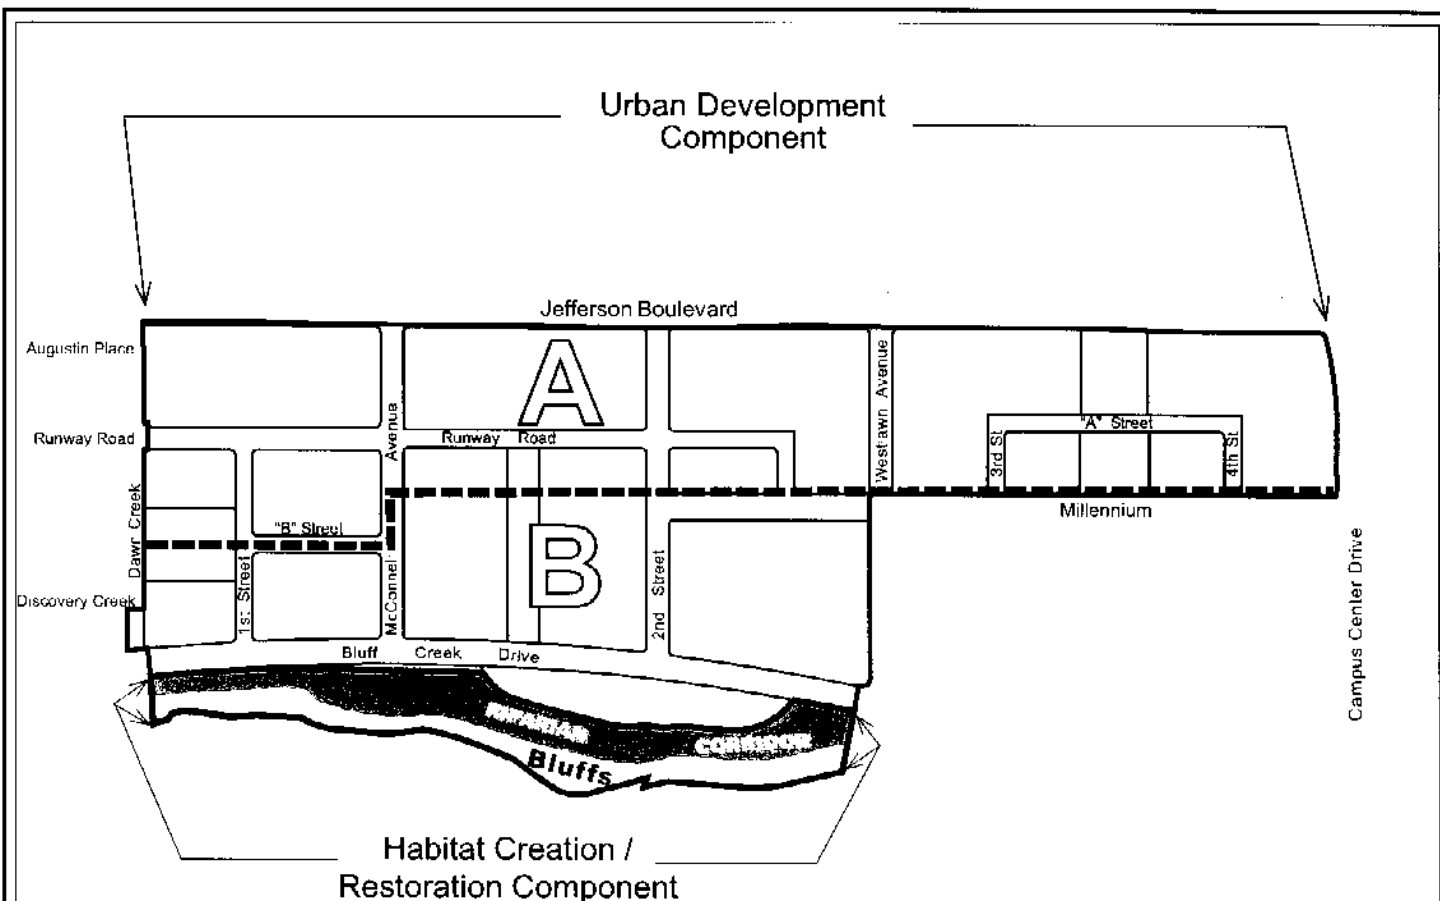 Urban Development
Component
Jefferson Boulevard
Augustin Place
A
Westlawn Avenue
Avenue
Runway Road
Runway Road
"A" Street
3rd St
4th St
Millennium
Dawn Creek
"B" Street
B
Discovery Creek
1st Street
McConnel
2nd Street
Campus Center Drive
Bluff Creek Drive
Bluffs
Habitat Creation /
Restoration Component